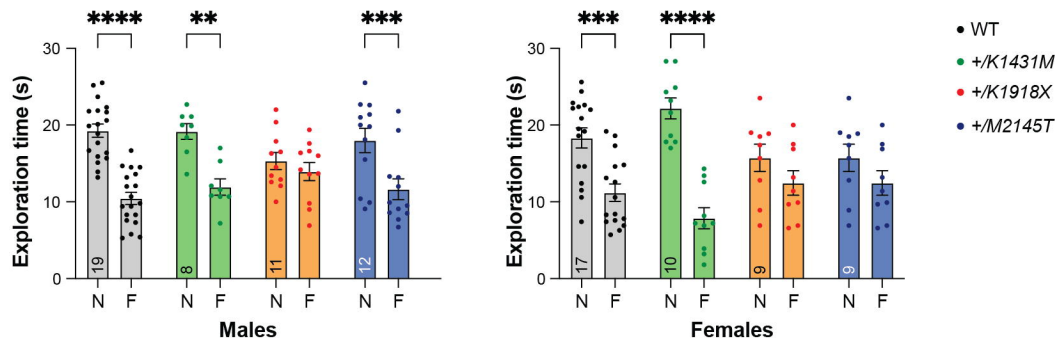 **** ** *** *** ****
Exploration time (s)
30
20
10
0
19 8 11 12
N F N F N F N F
Males
Exploration time (s)
30
20
10
0
17 10 9 9
N F N F N F N F
Females
WT
+/K1431M
+/K1918X
+/M2145T